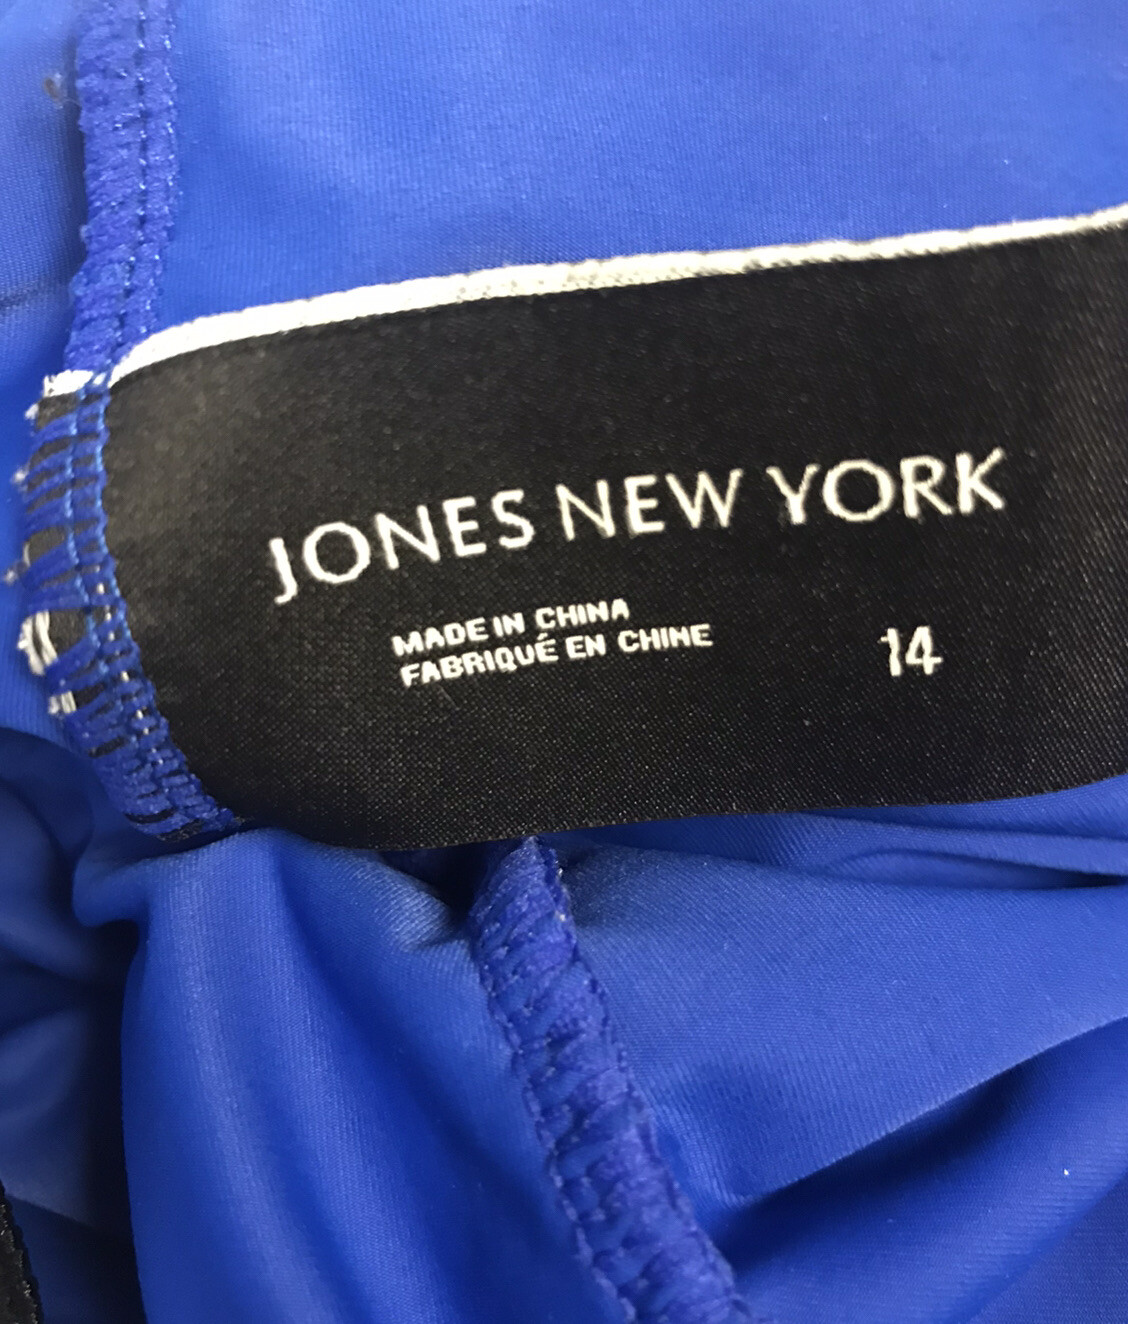 JONES NEW YORK
MADE IN CHINA
FABRIQUÉ EN CHINE
14